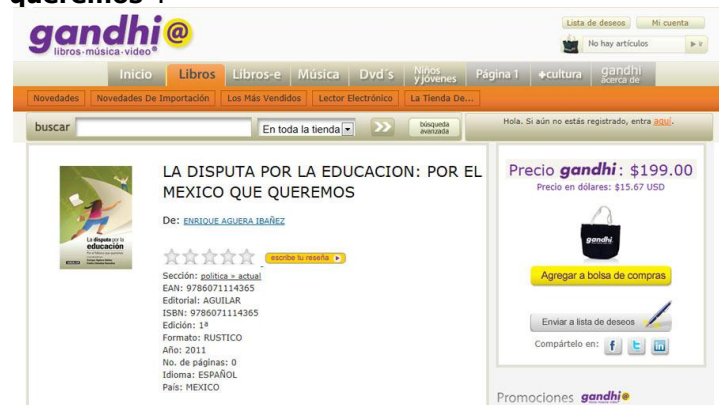 queremos".
gandhi@
libros·música·video®
Lista de deseos
Mi cuenta
No hay artículos
ir
Inicio
Libros
Libros-e
Música
Dvd´s
Niños y jóvenes
Página 1
+cultura
gandhi acerca de
Novedades
Novedades De Importación
Los Más Vendidos
Lector Electrónico
La Tienda De...
buscar
En toda la tienda
búsqueda avanzada
Hola. Si aún no estás registrado, entra aquí.
LA DISPUTA POR LA EDUCACION: POR EL
MEXICO QUE QUEREMOS
De: ENRIQUE AGUERA IBAÑEZ
escribe tu reseña
Sección: politica » actual
EAN: 9786071114365
Editorial: AGUILAR
ISBN: 9786071114365
Edición: 1ª
Formato: RUSTICO
Año: 2011
No. de páginas: 0
Idioma: ESPAÑOL
País: MEXICO
La disputa por la
educación
Precio gandhi: $199.00
Precio en dólares: $15.67 USD
gandhi
Agregar a bolsa de compras
Enviar a lista de deseos
Compártelo en:
Promociones gandhi@